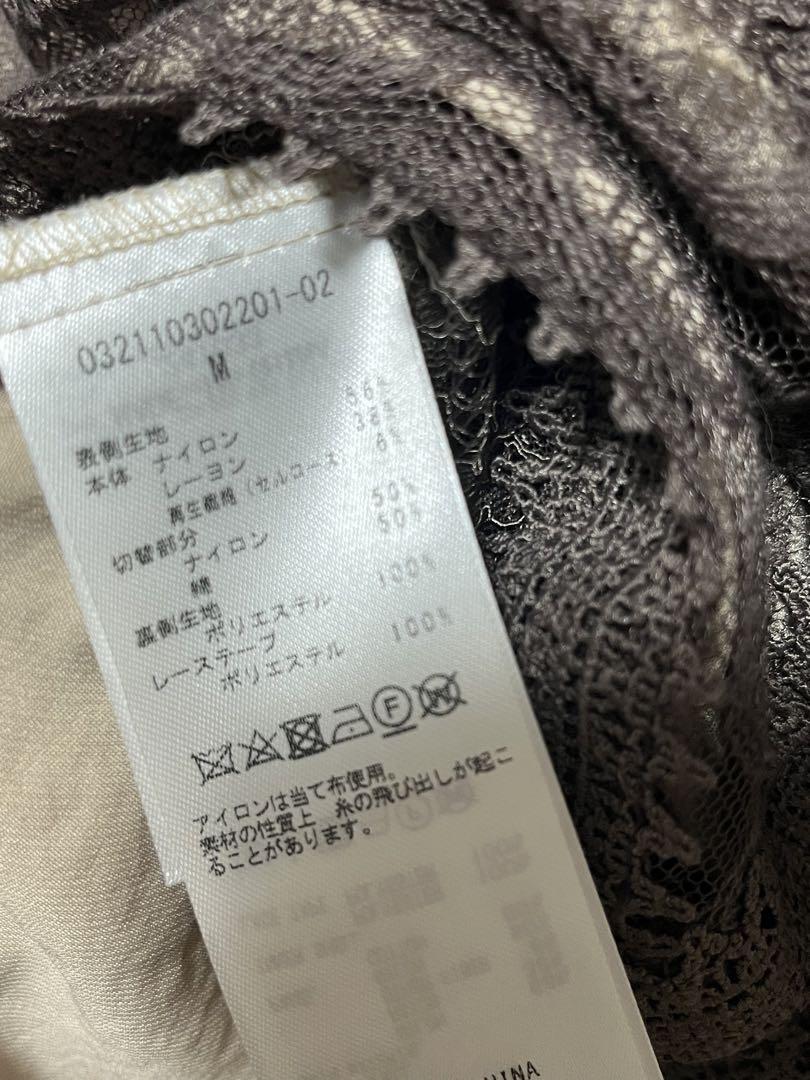 032110302201-02
M
表側生地
本体 ナイロン 56%
レーヨン 38%
再生繊維(セルロース 6%
切替部分
ナイロン 50%
綿 50%
裏側生地
ポリエステル 100%
レーステープ
ポリエステル 100%
F W
アイロンは当て布使用。
素材の性質上 糸の飛び出しが起こ
ることがあります。